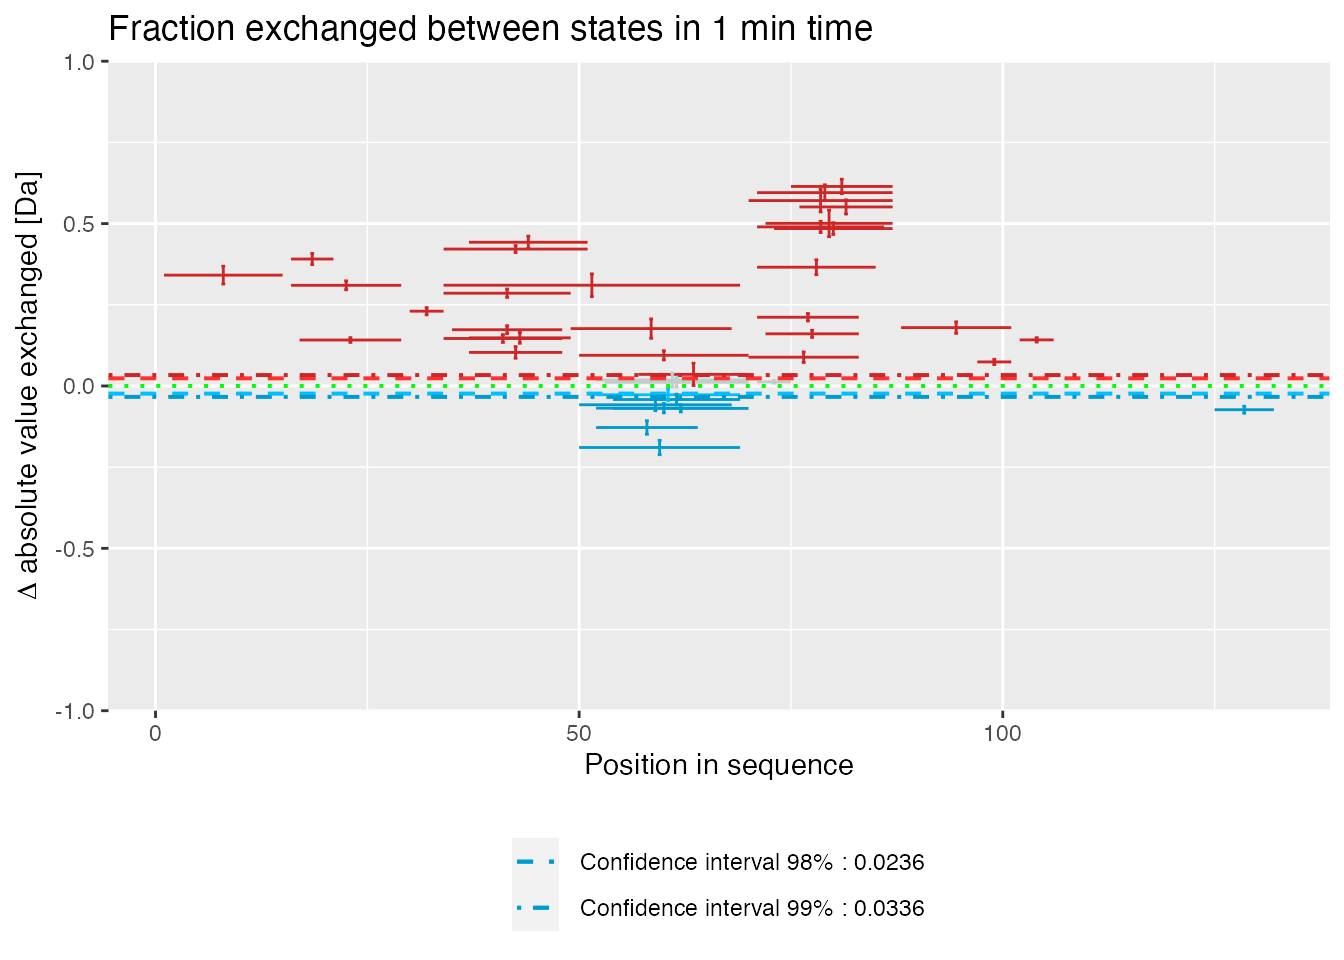 Fraction exchanged between states in 1 min time
Δ absolute value exchanged [Da]
1.0
0.5
0.0
-0.5
-1.0
0
50
100
Position in sequence
Confidence interval 98% : 0.0236
Confidence interval 99% : 0.0336